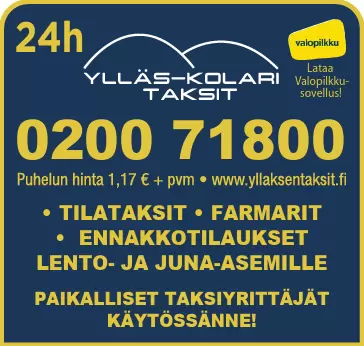 24h
valopilkku
Lataa
Valopilkku-
sovellus!
YLLÄS-KOLARI
TAKSIT
0200 71800
Puhelun hinta 1,17 € + pvm • www.yllaksentaksit.fi
• TILATAKSIT • FARMARIT
• ENNAKKOTILAUKSET
LENTO- JA JUNA-ASEMILLE
PAIKALLISET TAKSIYRITTÄJÄT
KÄYTÖSSÄNNE!